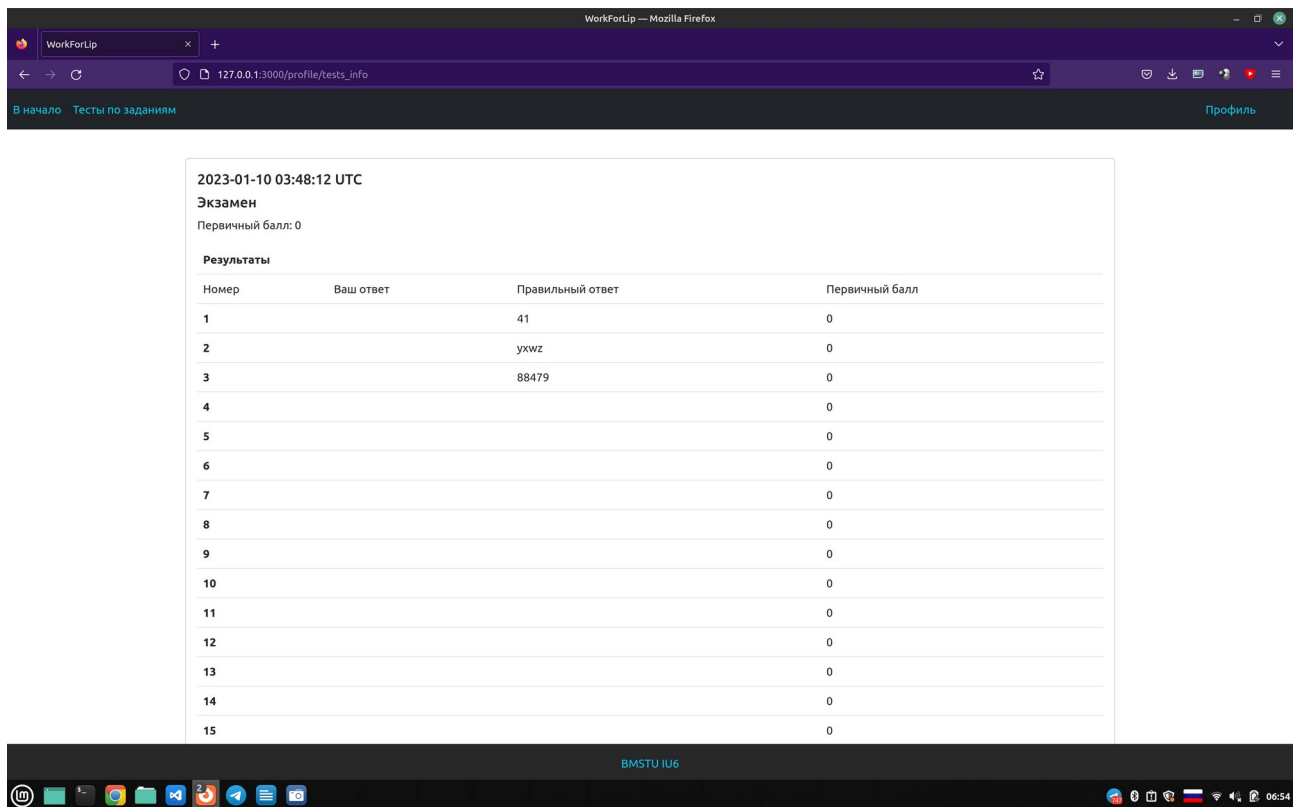 WorkForLip — Mozilla Firefox
WorkForLip
127.0.0.1:3000/profile/tests_info
В начало Тесты по заданиям Профиль
2023-01-10 03:48:12 UTC
Экзамен
Первичный балл: 0
Результаты
Номер Ваш ответ Правильный ответ Первичный балл
1 41 0
2 yxwz 0
3 88479 0
4 0
5 0
6 0
7 0
8 0
9 0
10 0
11 0
12 0
13 0
14 0
15 0
BMSTU IU6
2
06:54